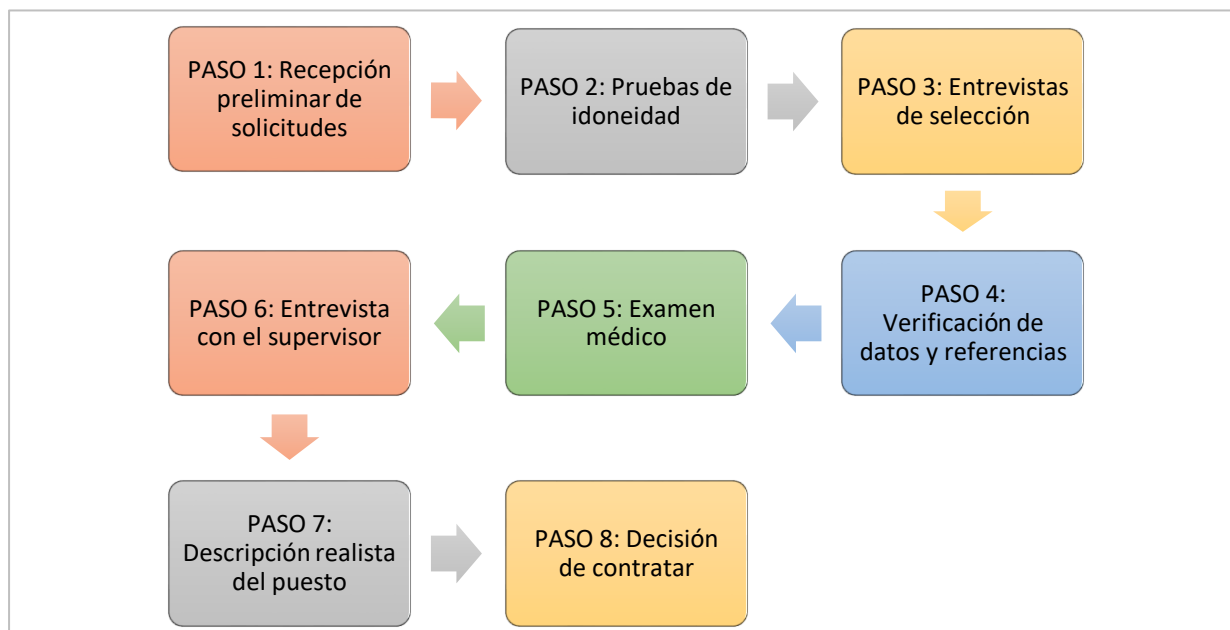 PASO 1: Recepción
preliminar de
solicitudes
PASO 2: Pruebas de
idoneidad
PASO 3: Entrevistas
de selección
PASO 4:
Verificación de
datos y referencias
PASO 5: Examen
médico
PASO 6: Entrevista
con el supervisor
PASO 7:
Descripción realista
del puesto
PASO 8: Decisión
de contratar